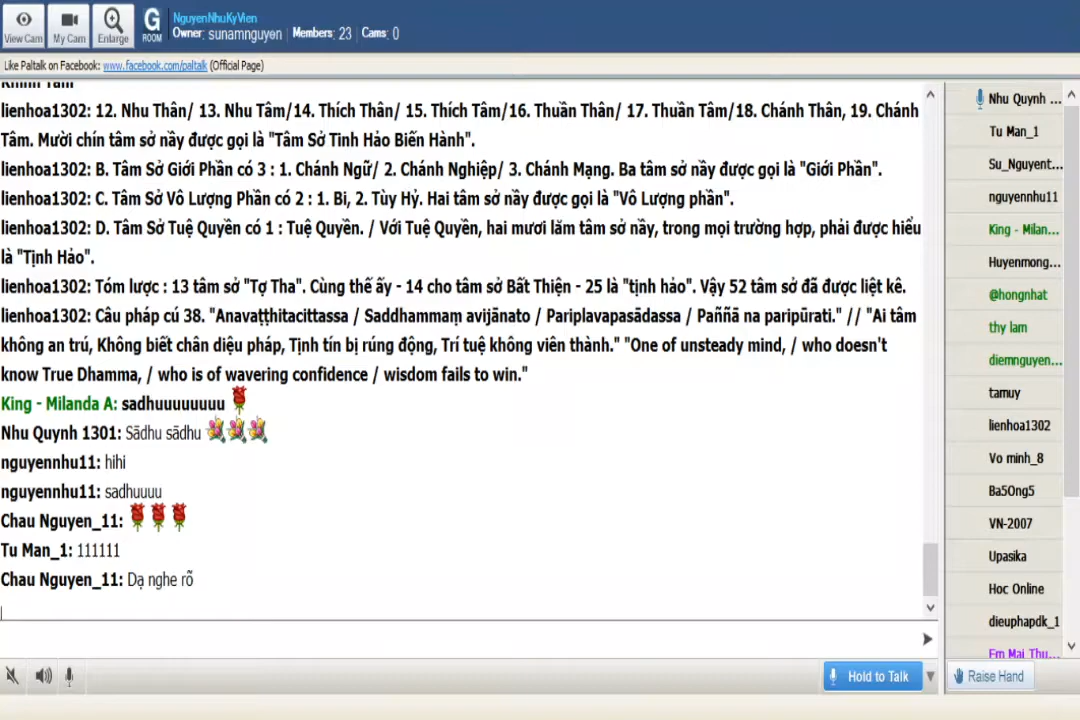 View Cam
My Cam
Enlarge
G
ROOM
NguyenNhuKyVien
Owner: sunamnguyen | Members: 23 | Cams: 0
Like Paltalk on Facebook: www.facebook.com/paltalk (Official Page)
lienhoa1302: 12. Nhu Thân/ 13. Nhu Tâm/14. Thích Thân/ 15. Thích Tâm/16. Thuần Thân/ 17. Thuần Tâm/18. Chánh Thân, 19. Chánh
Tâm. Mười chín tâm sở nầy được gọi là "Tâm Sở Tinh Hảo Biến Hành".
lienhoa1302: B. Tâm Sở Giới Phần có 3 : 1. Chánh Ngữ/ 2. Chánh Nghiệp/ 3. Chánh Mạng. Ba tâm sở nầy được gọi là "Giới Phần".
lienhoa1302: C. Tâm Sở Vô Lượng Phần có 2 : 1. Bi, 2. Tùy Hỷ. Hai tâm sở nầy được gọi là "Vô Lượng phần".
lienhoa1302: D. Tâm Sở Tuệ Quyền có 1 : Tuệ Quyền. / Với Tuệ Quyền, hai mươi lăm tâm sở nầy, trong mọi trường hợp, phải được hiểu
là "Tịnh Hảo".
lienhoa1302: Tóm lược : 13 tâm sở "Tợ Tha". Cùng thế ấy - 14 cho tâm sở Bất Thiện - 25 là "tịnh hảo". Vậy 52 tâm sở đã được liệt kê.
lienhoa1302: Câu pháp cú 38. "Anavaṭṭhitacittassa / Saddhammaṃ avijānato / Pariplavapasādassa / Paññā na paripūrati." // "Ai tâm
không an trú, Không biết chân diệu pháp, Tịnh tín bị rúng động, Trí tuệ không viên thành." "One of unsteady mind, / who doesn't
know True Dhamma, / who is of wavering confidence / wisdom fails to win."
King - Milanda A: sadhuuuuuuuu
Nhu Quynh 1301: Sādhu sādhu
nguyennhu11: hihi
nguyennhu11: sadhuuuu
Chau Nguyen_11:
Tu Man_1: 111111
Chau Nguyen_11: Dạ nghe rõ
Hold to Talk
Nhu Quynh ...
Tu Man_1
Su_Nguyent...
nguyennhu11
King - Milan...
Huyenmong...
@hongnhat
thy lam
diemnguyen...
tamuy
lienhoa1302
Vo minh_8
Ba5Ong5
VN-2007
Upasika
Hoc Online
dieuphapdk_1
Em Mai Thu...
Raise Hand